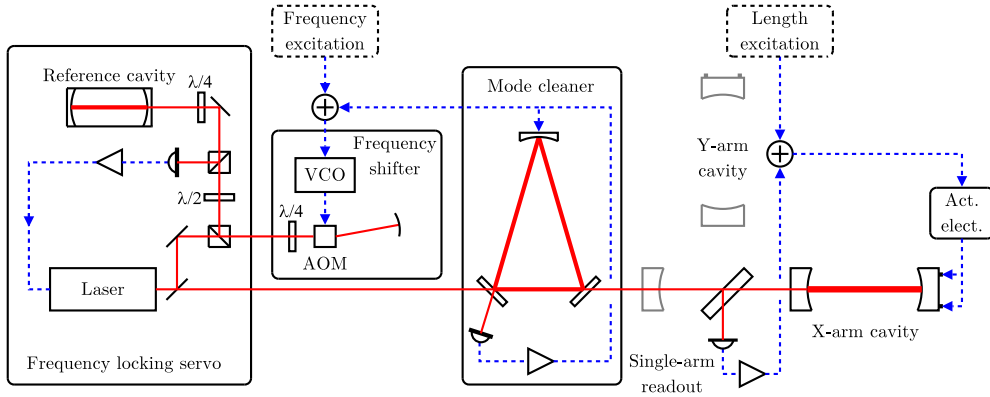 Frequency
excitation
Length
excitation
Reference cavity
λ/4
Mode cleaner
Frequency
shifter
VCO
Y-arm
cavity
λ/2
λ/4
Act.
elect.
AOM
Laser
X-arm cavity
Frequency locking servo
Single-arm
readout